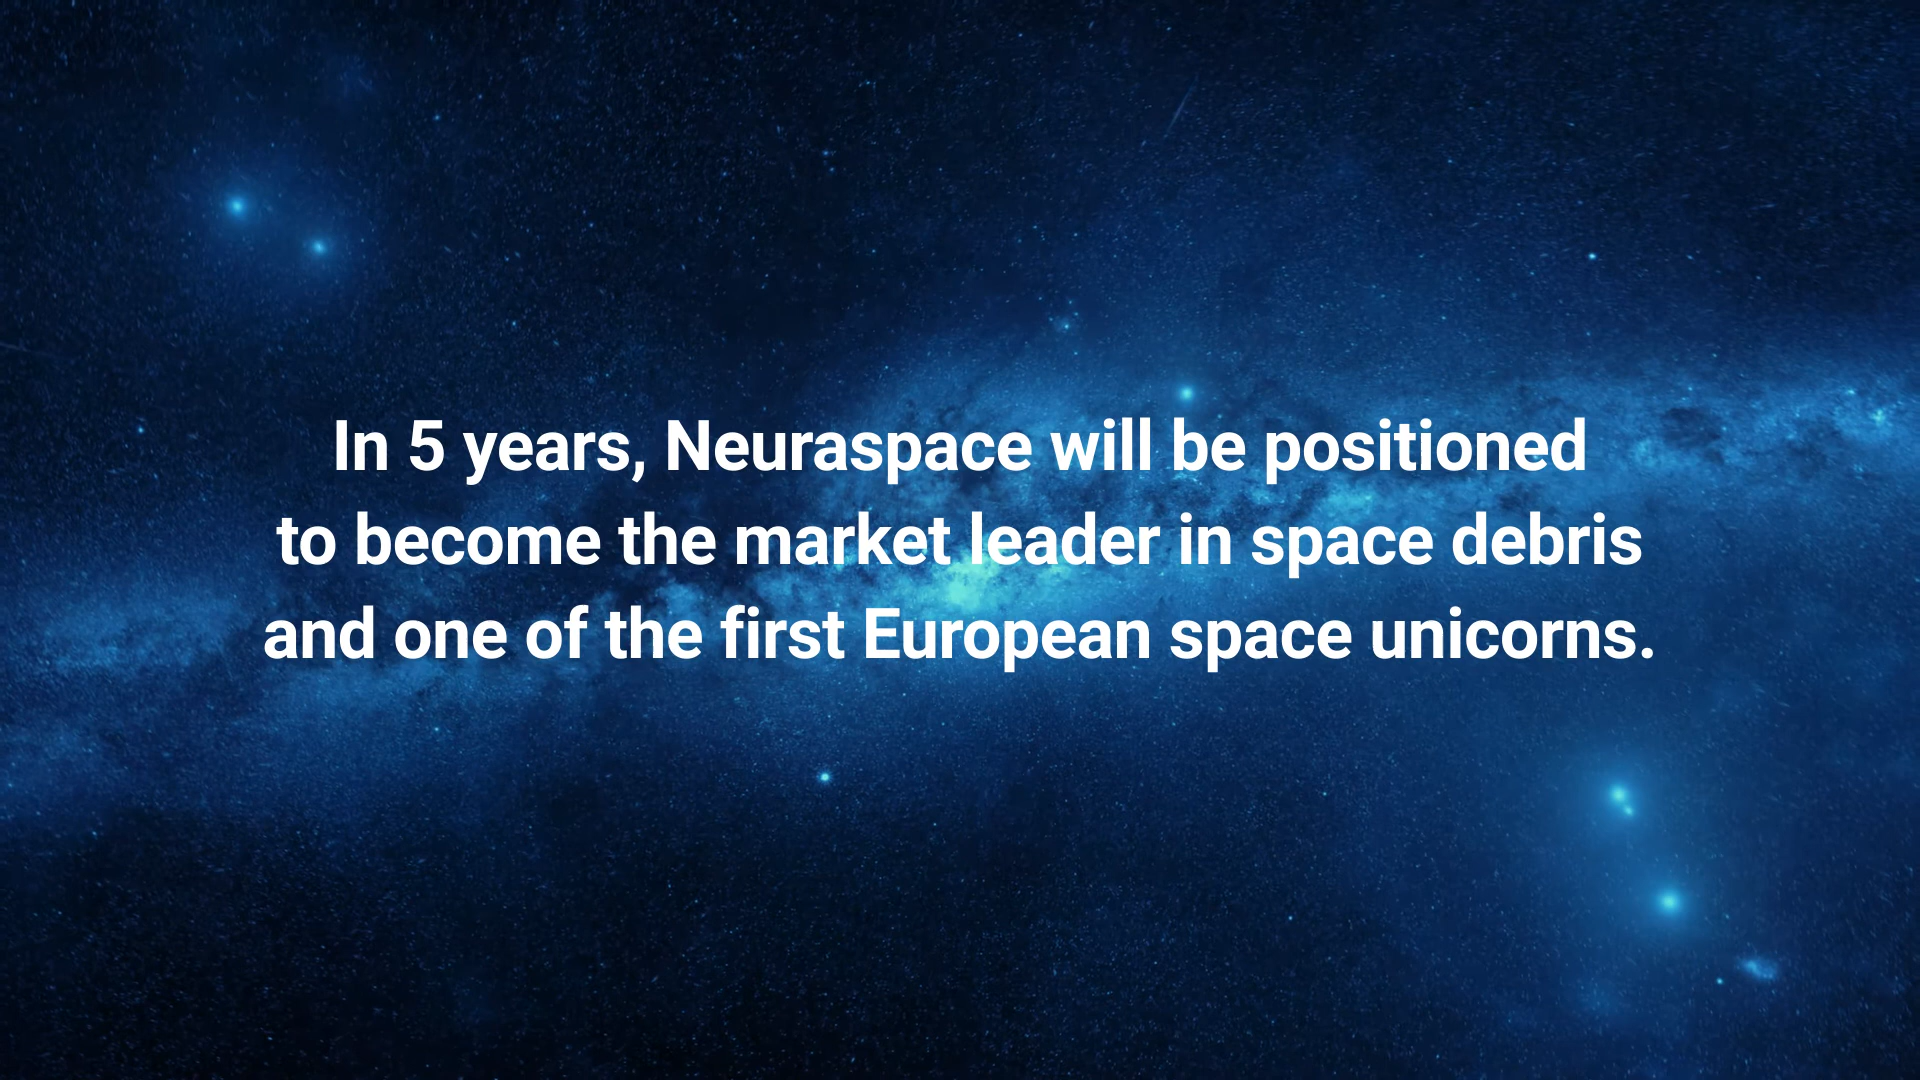 In 5 years, Neuraspace will be positioned
to become the market leader in space debris
and one of the first European space unicorns.